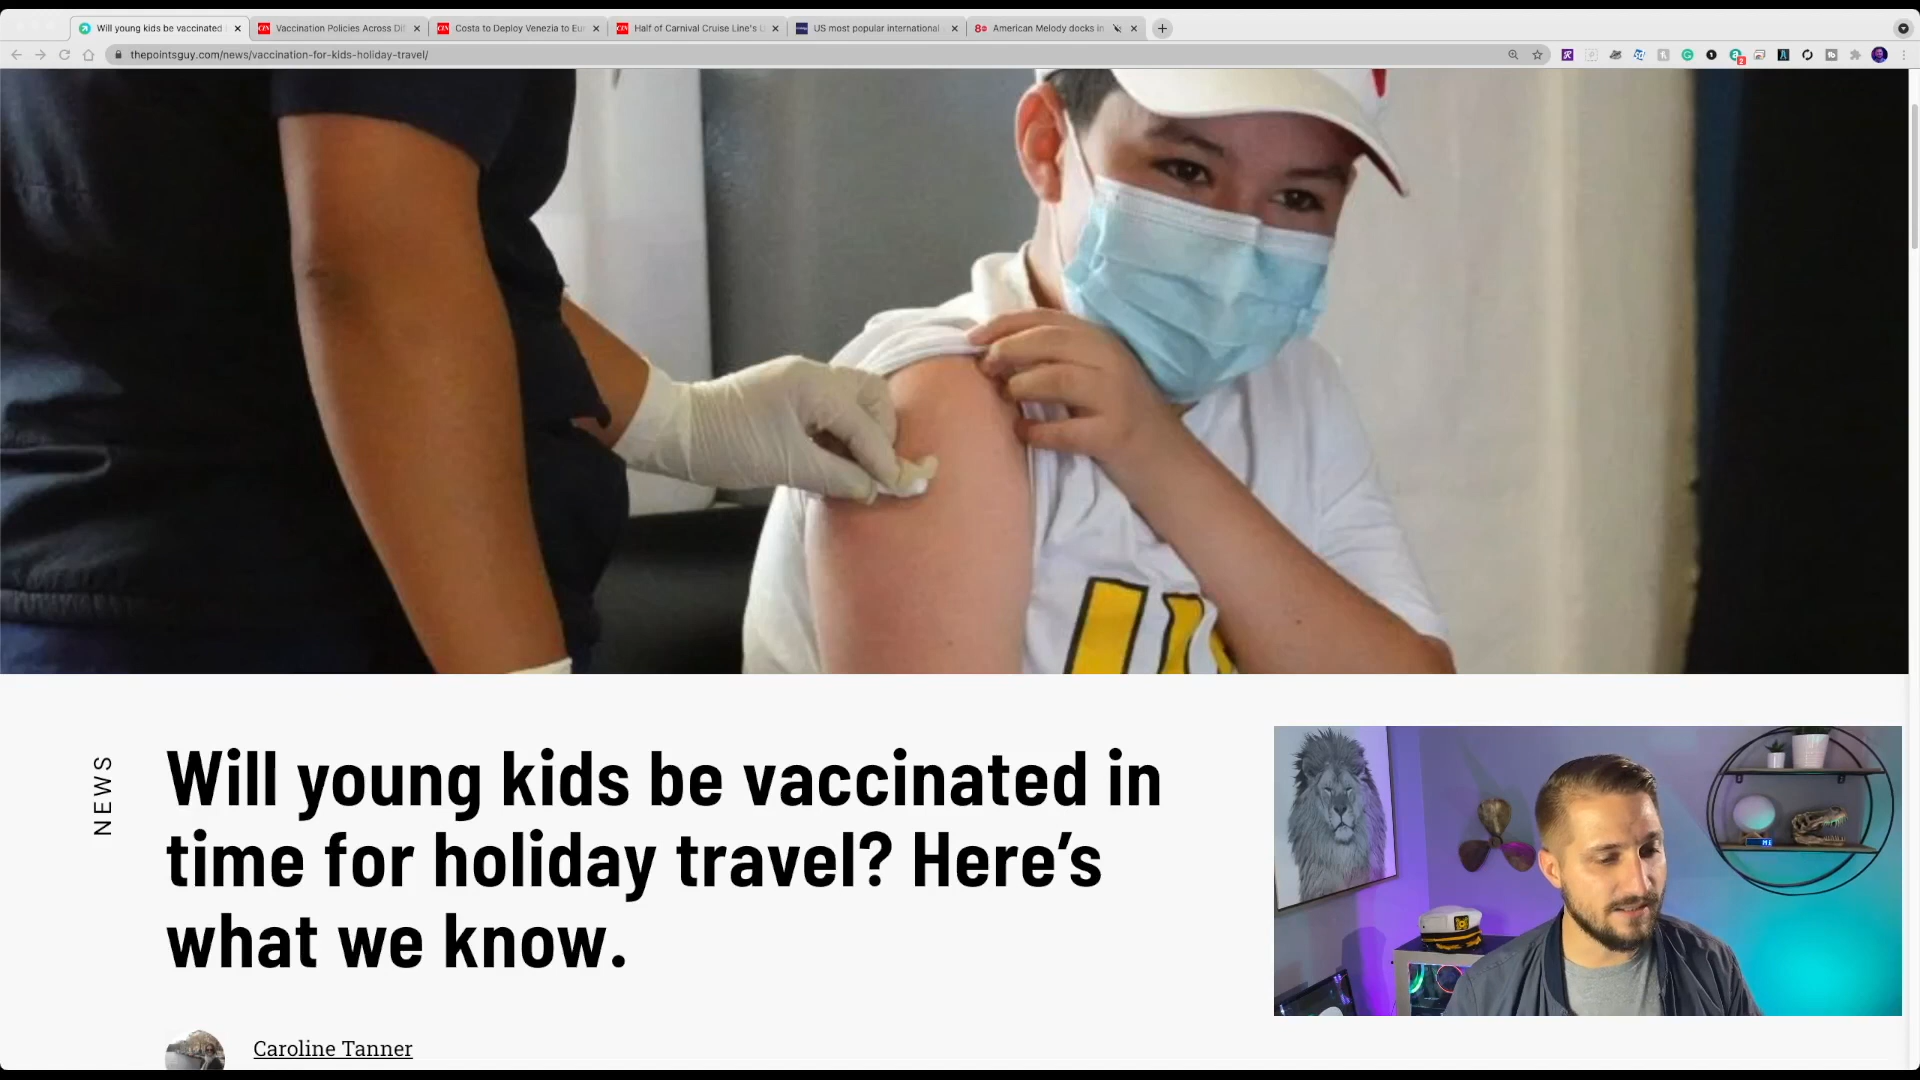 Will young kids be vaccinated
Vaccination Policies Across Di
Costa to Deploy Venezia to Eur
Half of Carnival Cruise Line's
US most popular international
American Melody docks in
thepointsguy.com/news/vaccination-for-kids-holiday-travel/
NEWS
Will young kids be vaccinated in
time for holiday travel? Here's
what we know.
Caroline Tanner